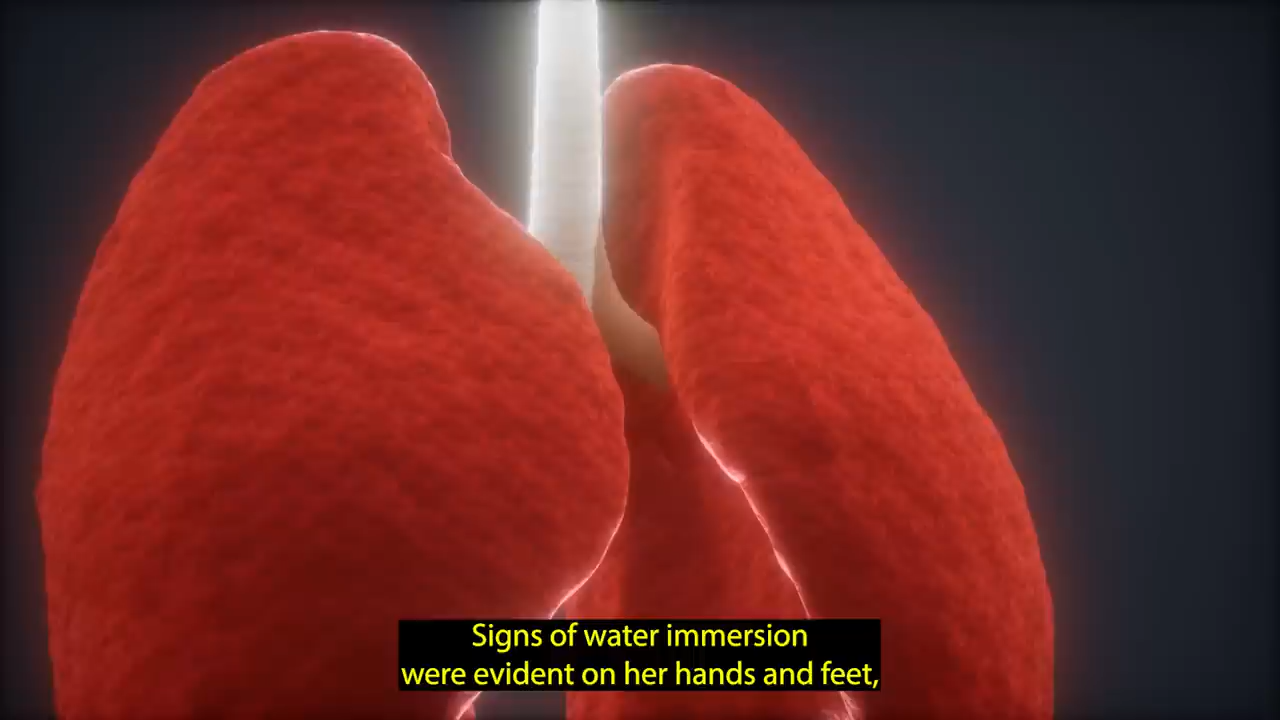 Signs of water immersion
were evident on her hands and feet,